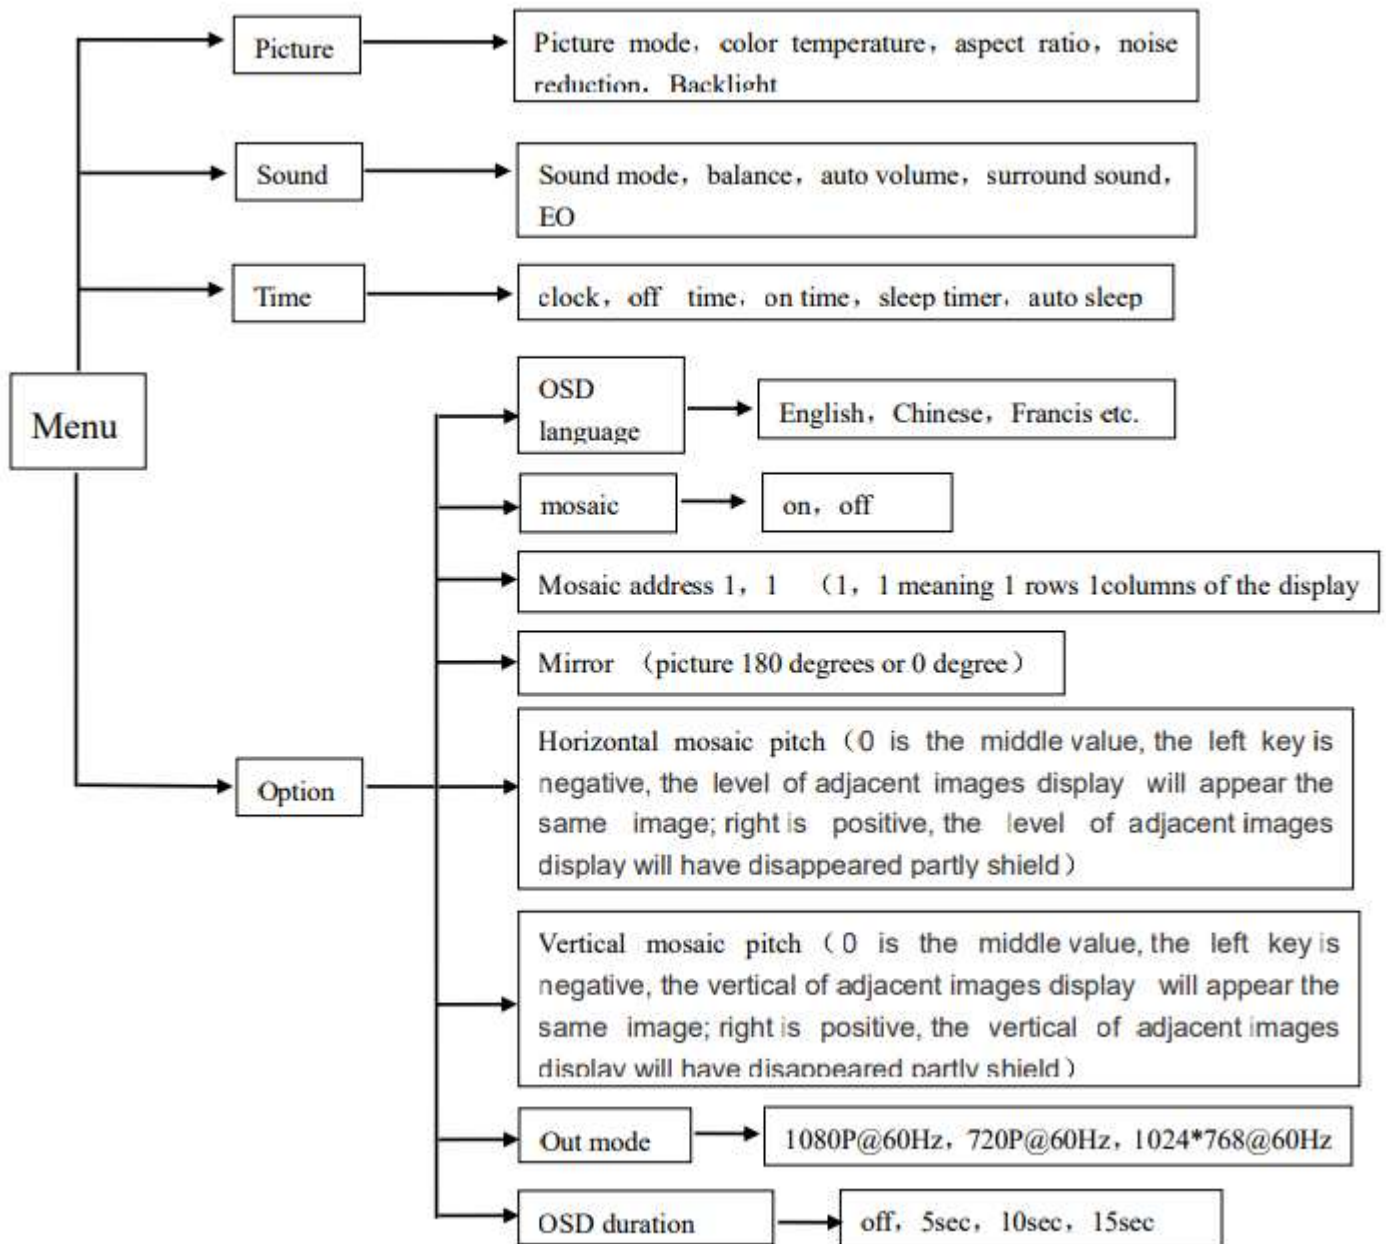 Picture
Picture mode，color temperature，aspect ratio，noise
reduction，Backlight
Sound
Sound mode，balance，auto volume，surround sound，
EO
Time
clock，off time，on time，sleep timer，auto sleep
Menu
OSD
language
English，Chinese，Francis etc.
mosaic
on，off
Mosaic address 1，1 （1，1 meaning 1 rows 1columns of the display
Mirror （picture 180 degrees or 0 degree）
Option
Horizontal mosaic pitch（0 is the middle value, the left key is
negative, the level of adjacent images display will appear the
same image; right is positive, the level of adjacent images
display will have disappeared partly shield）
Vertical mosaic pitch（0 is the middle value, the left key is
negative, the vertical of adjacent images display will appear the
same image; right is positive, the vertical of adjacent images
display will have disappeared partly shield）
Out mode
1080P@60Hz，720P@60Hz，1024*768@60Hz
OSD duration
off，5sec，10sec，15sec